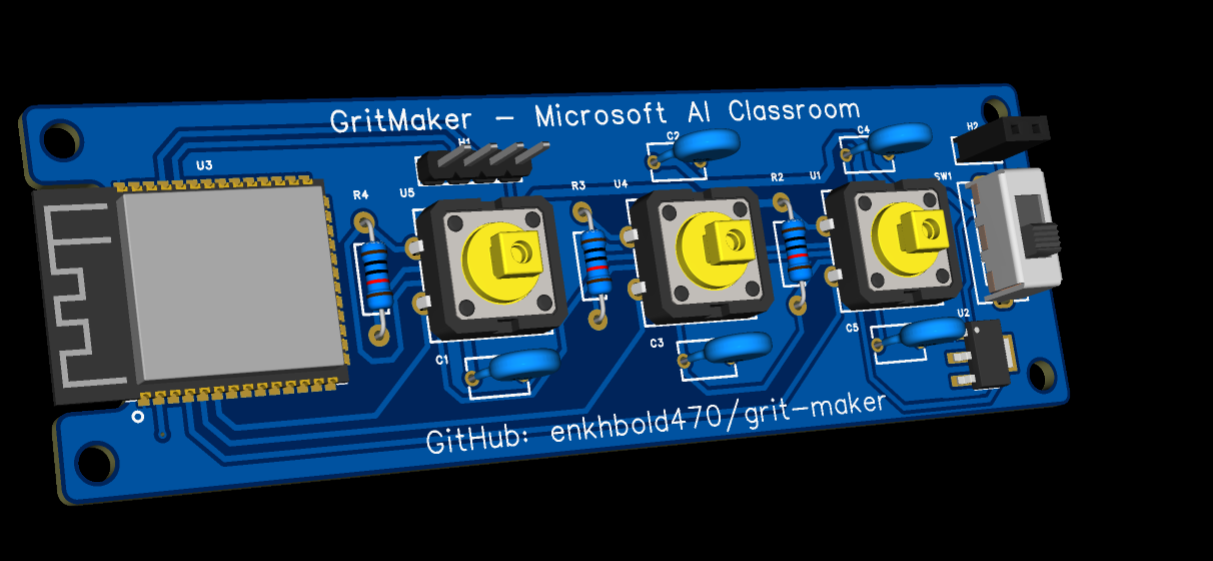 GritMaker – Microsoft AI Classroom
H1
C2
C4
H2
U3
R4
U5
R3
U4
R2
U1
SW1
C1
C3
C5
U2
GitHub: enkhbold470/grit-maker